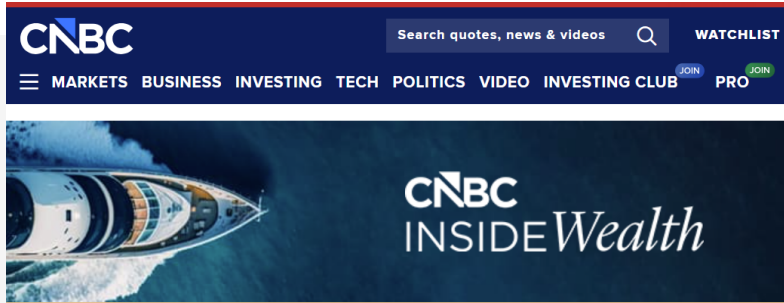 CNBC
Search quotes, news & videos
WATCHLIST
MARKETS BUSINESS INVESTING TECH POLITICS VIDEO INVESTING CLUB JOIN PRO JOIN
CNBC
INSIDE Wealth